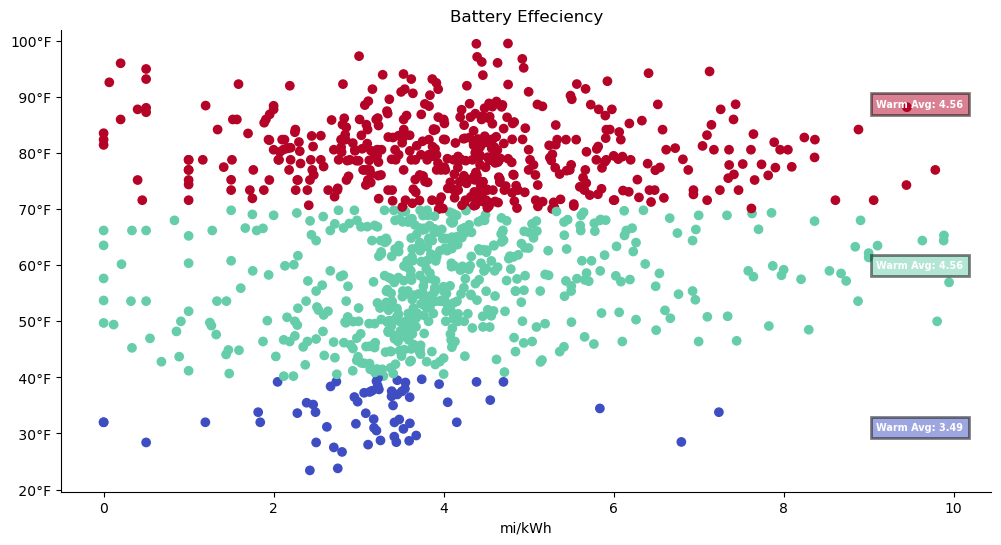 Battery Effeciency
100°F
90°F
Warm Avg: 4.56
80°F
70°F
60°F
Warm Avg: 4.56
50°F
40°F
30°F
Warm Avg: 3.49
20°F
0 2 4 6 8 10
mi/kWh